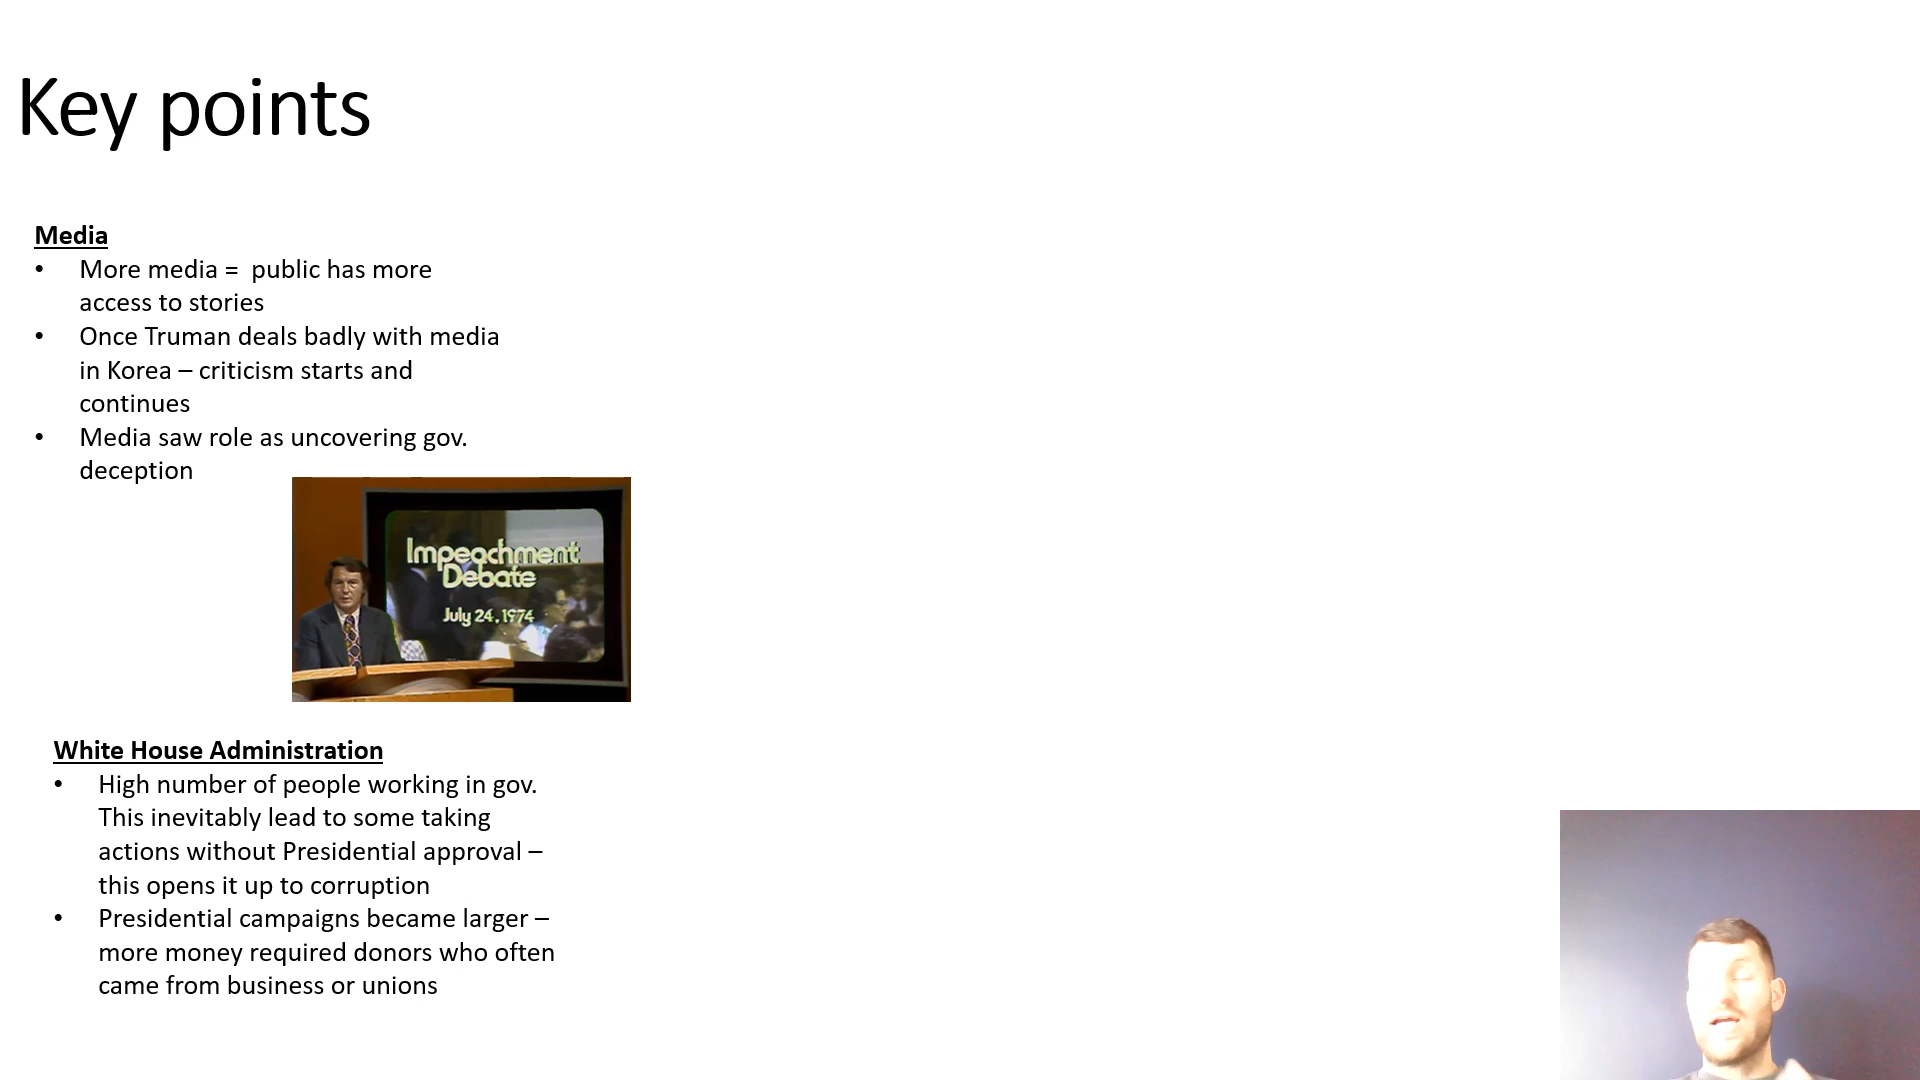 Key points
Media
• More media =  public has more
access to stories
• Once Truman deals badly with media
in Korea – criticism starts and
continues
• Media saw role as uncovering gov.
deception
Impeachment
Debate
July 24, 1974
White House Administration
• High number of people working in gov.
This inevitably lead to some taking
actions without Presidential approval –
this opens it up to corruption
• Presidential campaigns became larger –
more money required donors who often
came from business or unions